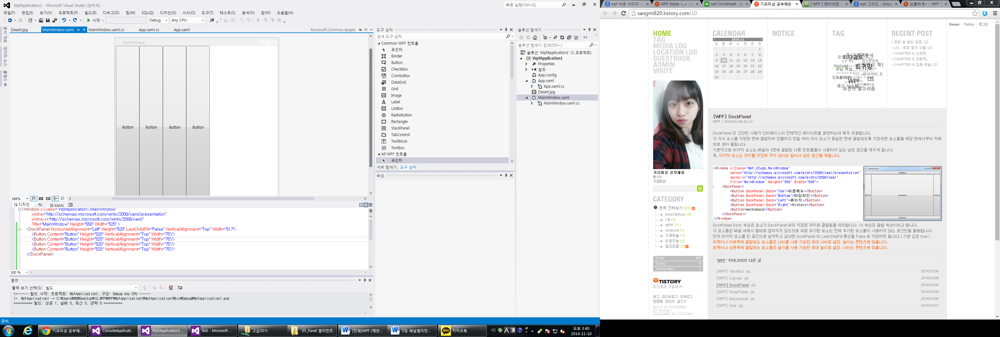 WpfApplication1 - Microsoft Visual Studio (관리자)
빠른 실행(Ctrl+Q)
파일(F) 편집(E) 보기(V) 프로젝트(P) 빌드(B) 디버그(D) 팀(M) SQL(Q) 디자인(G) 서식(O) 도구(T) 테스트(S) 분석(N) 창(W) 도움말(H)
시작 Debug Any CPU
Desert.jpg MainWindow.xaml MainWindow.xaml.cs App.xaml.cs App.xaml Microsoft.Common.targets
문서 개요
데이터 소스
클래스 뷰
MainWindow
Button Button Button Button
100%
디자인 XAML
<Window x:Class="WpfApplication1.MainWindow"
xmlns="http://schemas.microsoft.com/winfx/2006/xaml/presentation"
xmlns:x="http://schemas.microsoft.com/winfx/2006/xaml"
Title="MainWindow" Height="550" Width="525" >
<DockPanel HorizontalAlignment="Left" Height="520" LastChildFill="False" VerticalAlignment="Top" Width="517">
<Button Content="Button" Height="520" VerticalAlignment="Top" Width="75"/>
<Button Content="Button" Height="520" VerticalAlignment="Top" Width="75"/>
<Button Content="Button" Height="520" VerticalAlignment="Top" Width="75"/>
<Button Content="Button" Height="520" VerticalAlignment="Top" Width="75"/>
</DockPanel>
100 %
출력
출력 보기 선택(S): 빌드
1>------ 빌드 시작: 프로젝트: WpfApplication1, 구성: Debug Any CPU ------
1> WpfApplication1 -> C:\Users\WB\Desktop\10_WPF\WPF\WpfApplication1\WpfApplication1\bin\Debug\WpfApplication1.exe
========== 빌드: 성공 1, 실패 0, 최신 0, 생략 0 ==========
준비
도구 상자
검색 도구 상자
Common WPF 컨트롤
포인터
Border
Button
CheckBox
ComboBox
DataGrid
Grid
Image
Label
ListBox
RadioButton
Rectangle
StackPanel
TabControl
TextBlock
TextBox
All WPF 컨트롤
포인터
서버 탐색기 도구 상자
속성
솔루션 탐색기
솔루션 탐색기 검색(Ctrl+;)
솔루션 'WpfApplication1' (1 프로젝트)
WpfApplication1
Properties
참조
App.config
App.xaml
App.xaml.cs
Desert.jpg
MainWindow.xaml
MainWindow.xaml.cs
기요미상 공부해... ConsoleApplicati... WpfApplication1 ... test - Microsoft ... 고급20기 05_Panel 엘리먼트 [전체]WPF (제한... 5장 패널엘리먼... TALK 카카오톡
KO A 漢
오후 3:40
2014-11-10
wpf 버튼 이미지 - WPF Korea +_+ :: X wpf DockPanel : 네 기요미상 공부해용 [ WPF ] 레이아웃 - wpf 그리드 - Goog 심플하게~ :: WPF
sangmi820.tistory.com/10
Daum | Tistory | 로그인
HOME
TAG
MEDIA LOG
LOCATION LOG
GUESTBOOK
ADMIN
WRITE
기요미상 공부해용
빠샤!!
기요미상
CATEGORY
분류 전체보기 (26)
DirectShow (0)
C# (5)
WPF (11)
Android (1)
기계학습 (7)
인공지능 (0)
알고리즘 (2)
Total 929
Today 4
Yesterday 2
TISTORY
티스토리 가입하기!
태그 : 미디어로그 : 지역로그
방명록 : 관리자 : 글쓰기
BLOG IS POWERED
BY DAUM /
DESIGNED BY TISTORY
CALENDAR
2014.11
일 월 화 수 목 금 토
1
2 3 4 5 6 7 8
9 10 11 12 13 14 15
16 17 18 19 20 21 22
23 24 25 26 27 28 29
30
NOTICE
TAG
최단경로
Android
귀납 학습
회귀망
파라미터 조
WPF
LIS
생산 시스템
유전자 알고리즘
RECENT POST
모든 쌍 최단 경로, (2)
LIS : 최장 증가 수열, (2)
CHAPTER 6, 신경망,
CHAPTER 5, 진화적,,
CHAPTER 4, 감독 학습, (2)
[WPF] DockPanel
WPF / 2014/01/08 02:17
DockPanel 은 간단한 사용자 인터페이스의 전체적인 레이아웃을 표현하는데 매우 유용합니다.
각 자식 요소를 지정된 면에 결합하여 정렬하고 만일 여러 자식 요소가 동일한 면에 결합되도록 지정되면 요소들을 해당 면에서부터 차례
대로 쌓아 올립니다.
기본적으로 마지막 요소는 패널의 4면에 결합된 다른 컨트롤들이 사용하지 않는 남은 공간을 채우게 됩니다.
즉, 마지막 요소는 위치를 지정해 주지 않아도 알아서 남은 공간을 채웁니다.
<Window x:Class="Wpf_Study.MainWindow"
xmlns="http://schemas.microsoft.com/winfx/2006/xaml/presentation"
xmlns:x="http://schemas.microsoft.com/winfx/2006/xaml"
Title="MainWindow" Height="350" Width="500">
<DockPanel>
<Button DockPanel.Dock="Top">리본메뉴</Button>
<Button DockPanel.Dock="Bottom">타임라인</Button>
<Button DockPanel.Dock="Left">페이지</Button>
<Button DockPanel.Dock="Right">History</Button>
<Button>workspace</Button>
</DockPanel>
</Window>
MainWindow
리본메뉴
페이지 workspace History
타임라인
DockPanel.Dock 속성은 요소가 DockPanel 내의 지정된 위치로 결합됨을 의미합니다. 이 속성은 결합 속성이라고 합니다.
각 요소들은 패널 내에서 절대로 겹쳐지지 않으므로 새로 추가된 요소는 전에 추가된 요소들이 사용하지 않는 공간만을 활용합니다.
만약 마지막 요소를 빈 공간으로 남겨두고 싶다면 DockPanel 의 LastChildFill 특성을 False 로 지정하면 됩니다.( 기본 값은 true )
위쪽이나 아래쪽에 결합되는 요소들은 너비를 사용 가능한 최대 너비로 설정, 높이는 콘텐츠에 맞춥니다.
왼쪽이나 오른쪽에 결합되는 요소들은 높이를 사용 가능한 최대 높이로 설정, 너비는 콘텐츠에 맞춥니다.
'WPF' 카테고리의 다른 글
[WPF] ViewBox (0) 2014/01/08
[WPF] Canvas (0) 2014/01/08
[WPF] DockPanel (0) 2014/01/08
[WPF] WrapPanel (0) 2014/01/08
[WPF] stackpanel (0) 2014/01/08
[WPF] Gird (0) 2014/01/07